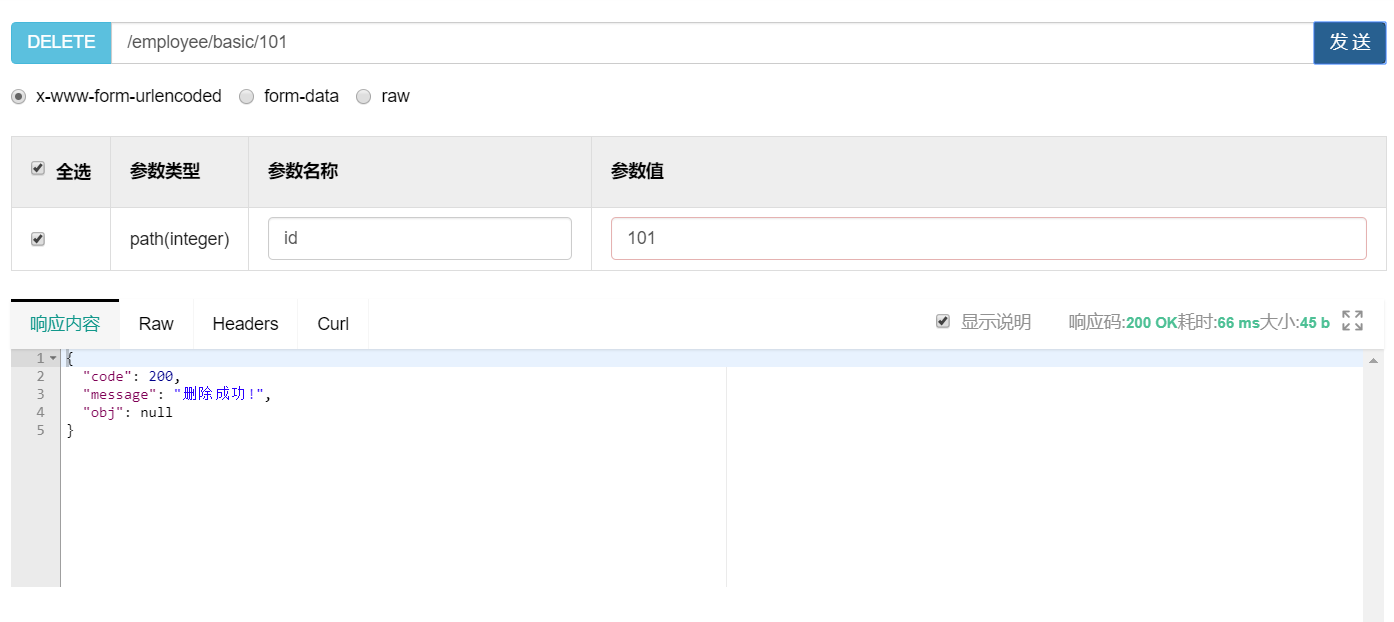 DELETE /employee/basic/101 发 送
x-www-form-urlencoded form-data raw
全选 参数类型 参数名称 参数值
path(integer) id 101
响应内容 Raw Headers Curl 显示说明 响应码:200 OK耗时:66 ms大小:45 b
1 {
2 "code": 200,
3 "message": "删除成功!",
4 "obj": null
5 }